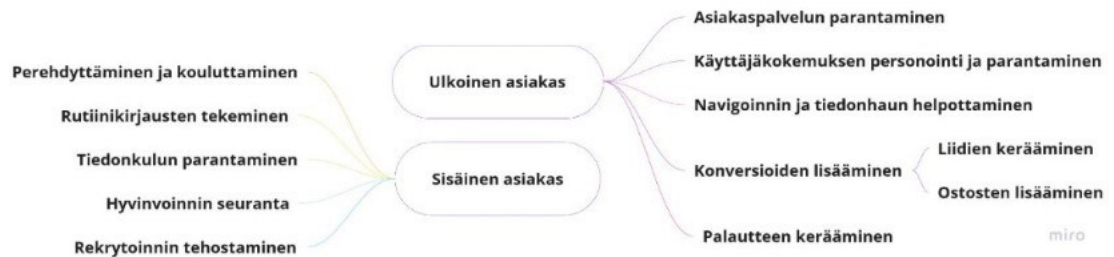 Perehdyttäminen ja kouluttaminen
Rutiinikirjausten tekeminen
Tiedonkulun parantaminen
Hyvinvoinnin seuranta
Rekrytoinnin tehostaminen
Ulkoinen asiakas
Sisäinen asiakas
Asiakaspalvelun parantaminen
Käyttäjäkokemuksen personointi ja parantaminen
Navigoinnin ja tiedonhaun helpottaminen
Konversioiden lisääminen
Liidien kerääminen
Ostosten lisääminen
Palautteen kerääminen
miro